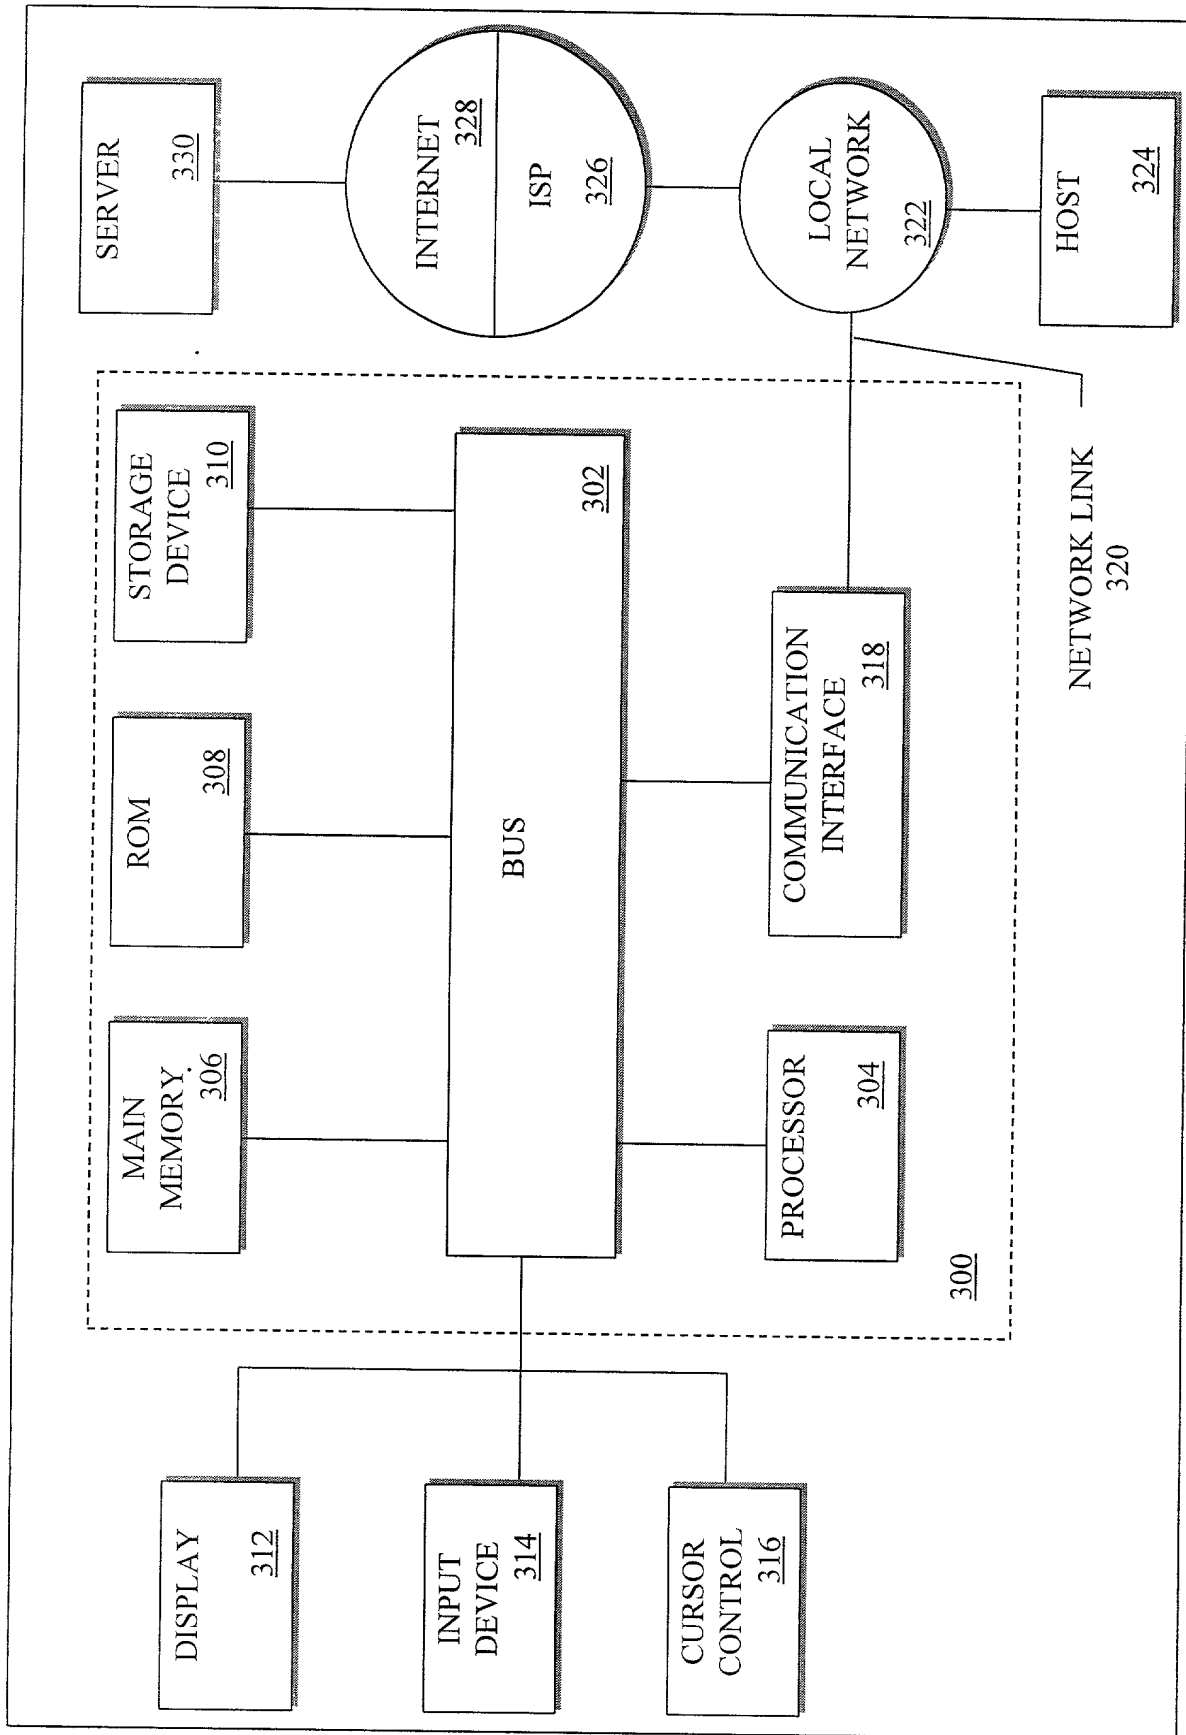 DISPLAY
312
INPUT
DEVICE
314
CURSOR
CONTROL
316
MAIN
MEMORY
306
ROM
308
STORAGE
DEVICE
310
BUS
302
PROCESSOR
304
COMMUNICATION
INTERFACE
318
300
NETWORK LINK
320
SERVER
330
INTERNET
328
ISP
326
LOCAL
NETWORK
322
HOST
324